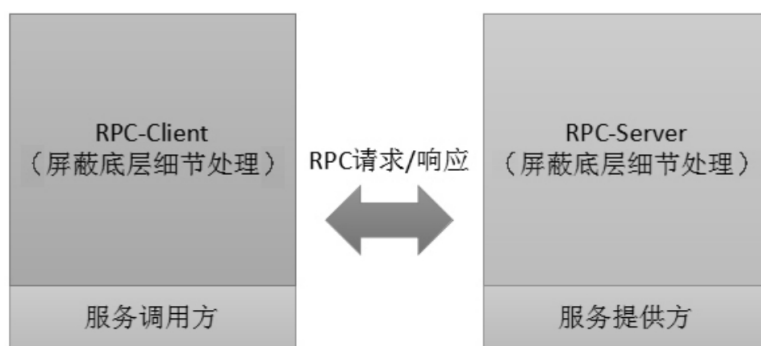 RPC-Client
（屏蔽底层细节处理）
服务调用方
RPC请求/响应
RPC-Server
（屏蔽底层细节处理）
服务提供方